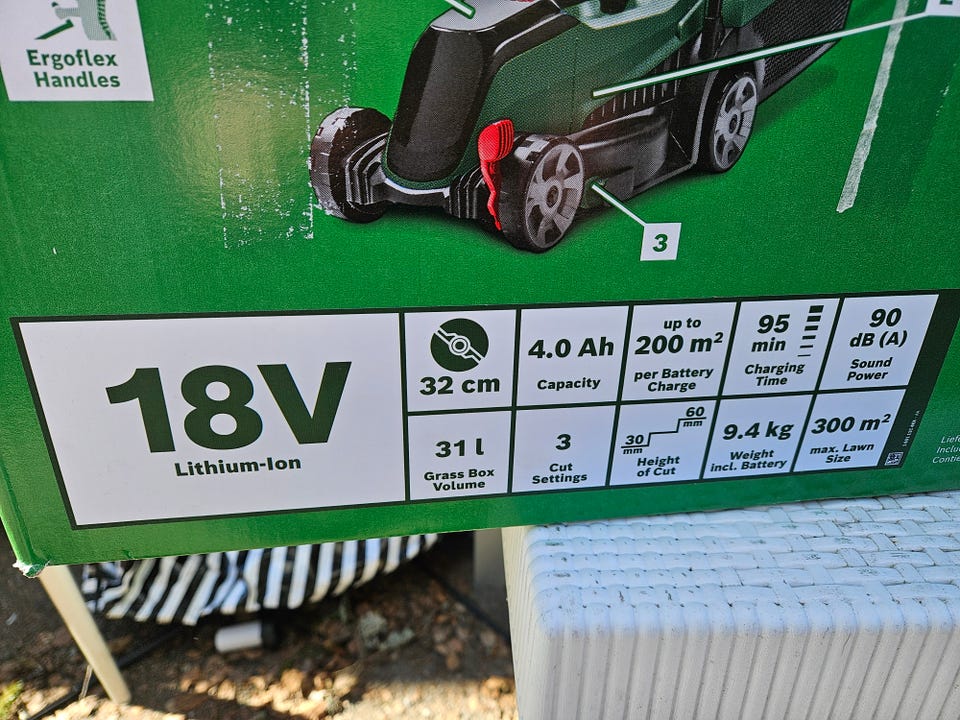 Ergoflex
Handles
3
18V
Lithium-Ion
32 cm
4.0 Ah
Capacity
up to
200 m²
per Battery
Charge
95
min
Charging
Time
90
dB (A)
Sound
Power
31 l
Grass Box
Volume
3
Cut
Settings
30
mm
60
mm
Height
of Cut
9.4 kg
Weight
incl. Battery
300 m²
max. Lawn
Size